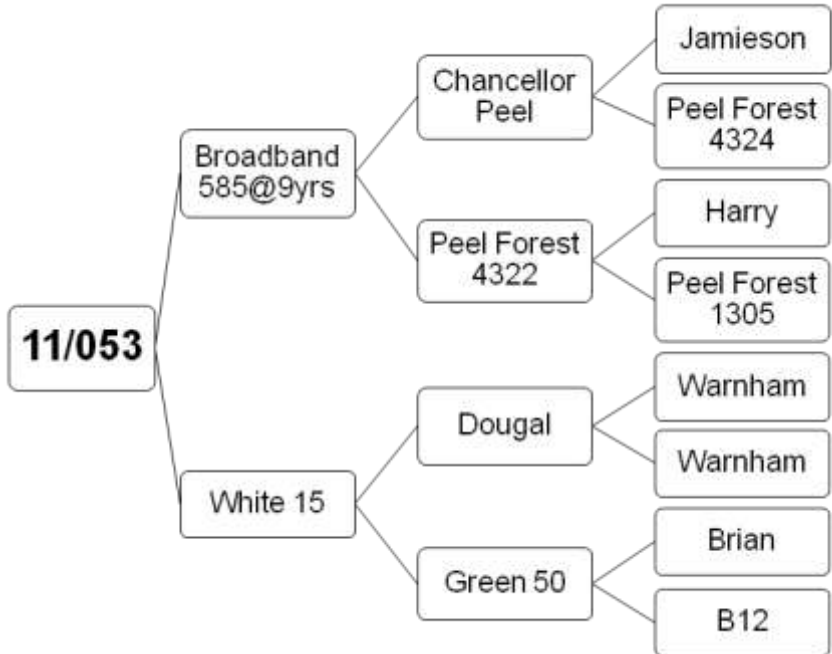 Jamieson
Chancellor
Peel
Peel Forest
4324
Broadband
585@9yrs
Harry
Peel Forest
4322
Peel Forest
1305
11/053
Warnham
Dougal
Warnham
White 15
Brian
Green 50
B12